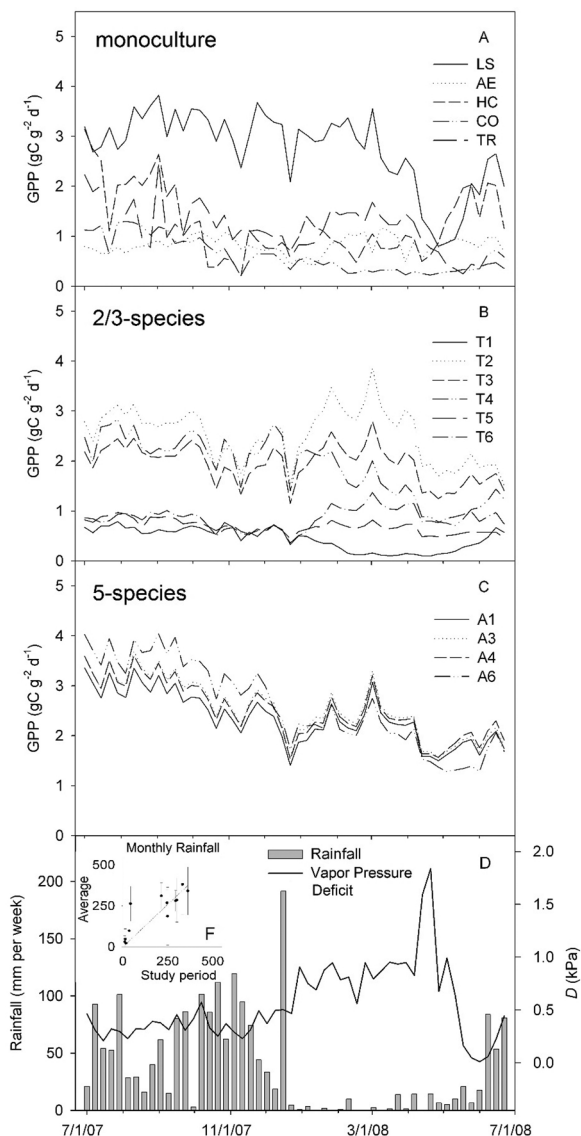 monoculture
A
LS
AE
HC
CO
TR
GPP (gC g⁻² d⁻¹)
5
4
3
2
1
0
2/3-species
B
T1
T2
T3
T4
T5
T6
GPP (gC g⁻² d⁻¹)
5
4
3
2
1
0
5-species
C
A1
A3
A4
A6
GPP (gC g⁻² d⁻¹)
5
4
3
2
1
0
Monthly Rainfall
500
0
Average
F
0
500
Study period
Rainfall
Vapor Pressure
Deficit
D
Rainfall (mm per week)
200
150
100
50
0
2.0
1.5
1.0
0.5
0.0
D (kPa)
7/1/07
11/1/07
3/1/08
7/1/08